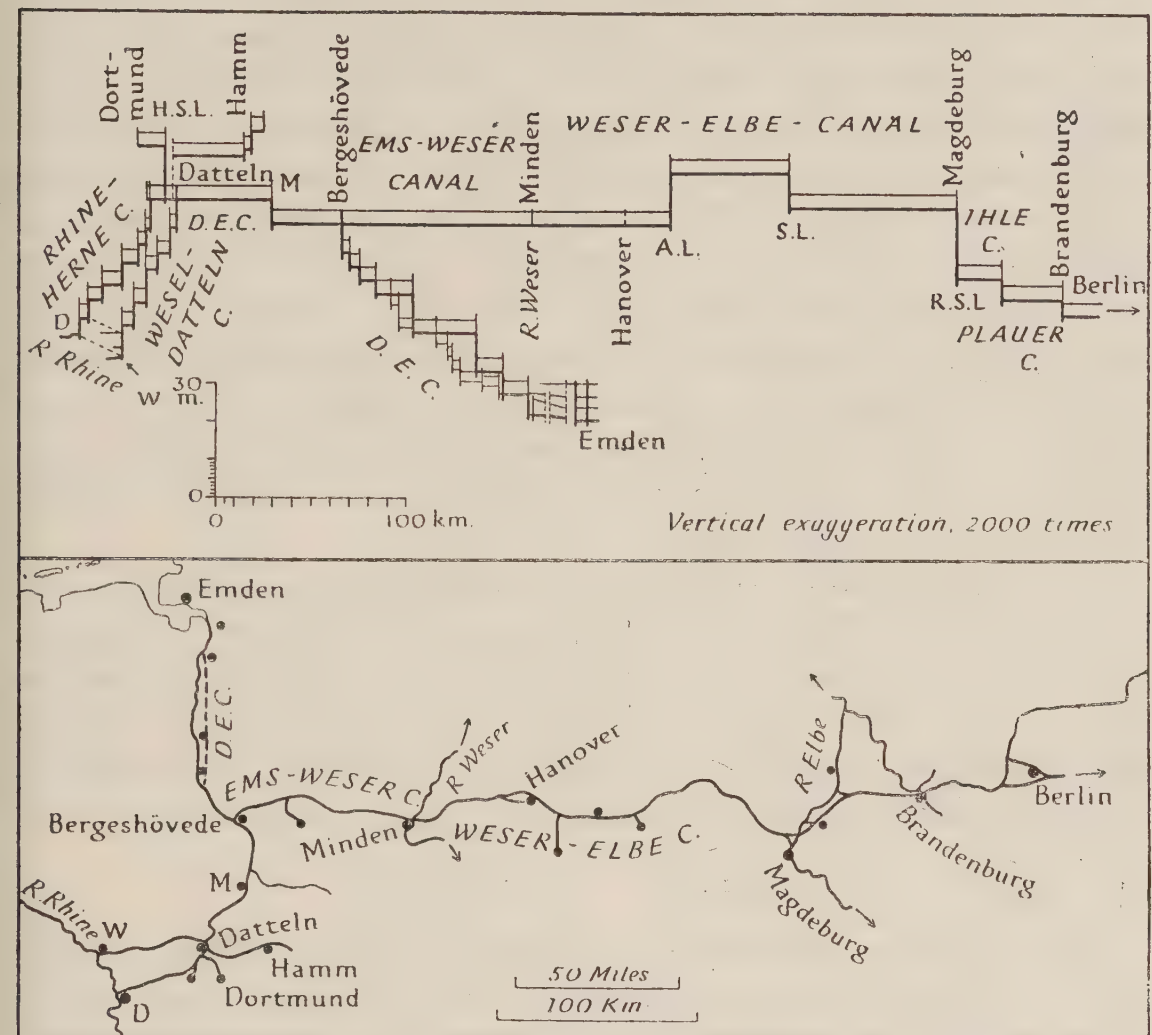 Dort-
mund
H.S.L.
Hamm
Bergeshövede
EMS-WESER
CANAL
Minden
WESER-ELBE-CANAL
Magdeburg
Brandenburg
Datteln
M
RHINE-
HERNE C.
D.E.C.
WESEL-
DATTELN
C.
D
R Rhine
W
R.Weser
Hanover
A.L.
S.L.
IHLE
C.
R.S.L
Berlin
PLAUER
C.
D.E.C.
Emden
30
m.
0
0
100 km.
Vertical exuygeration, 2000 times
Emden
D.E.C.
EMS-WESER C.
R Weser
Hanover
R Elbe
Berlin
Bergeshövede
Minden
WESER-ELBE C.
Brandenburg
M
Magdeburg
R.Rhine
W
Datteln
Hamm
Dortmund
D
50 Miles
100 Km